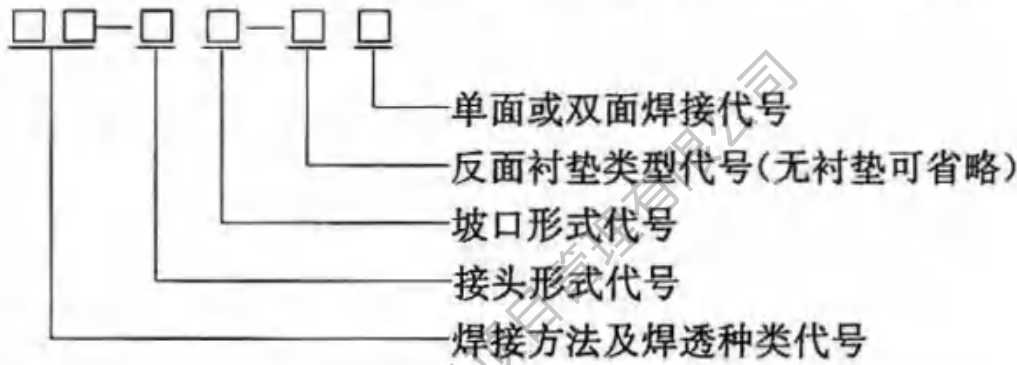 □□-□ □-□ □
单面或双面焊接代号
反面衬垫类型代号(无衬垫可省略)
坡口形式代号
接头形式代号
焊接方法及焊透种类代号